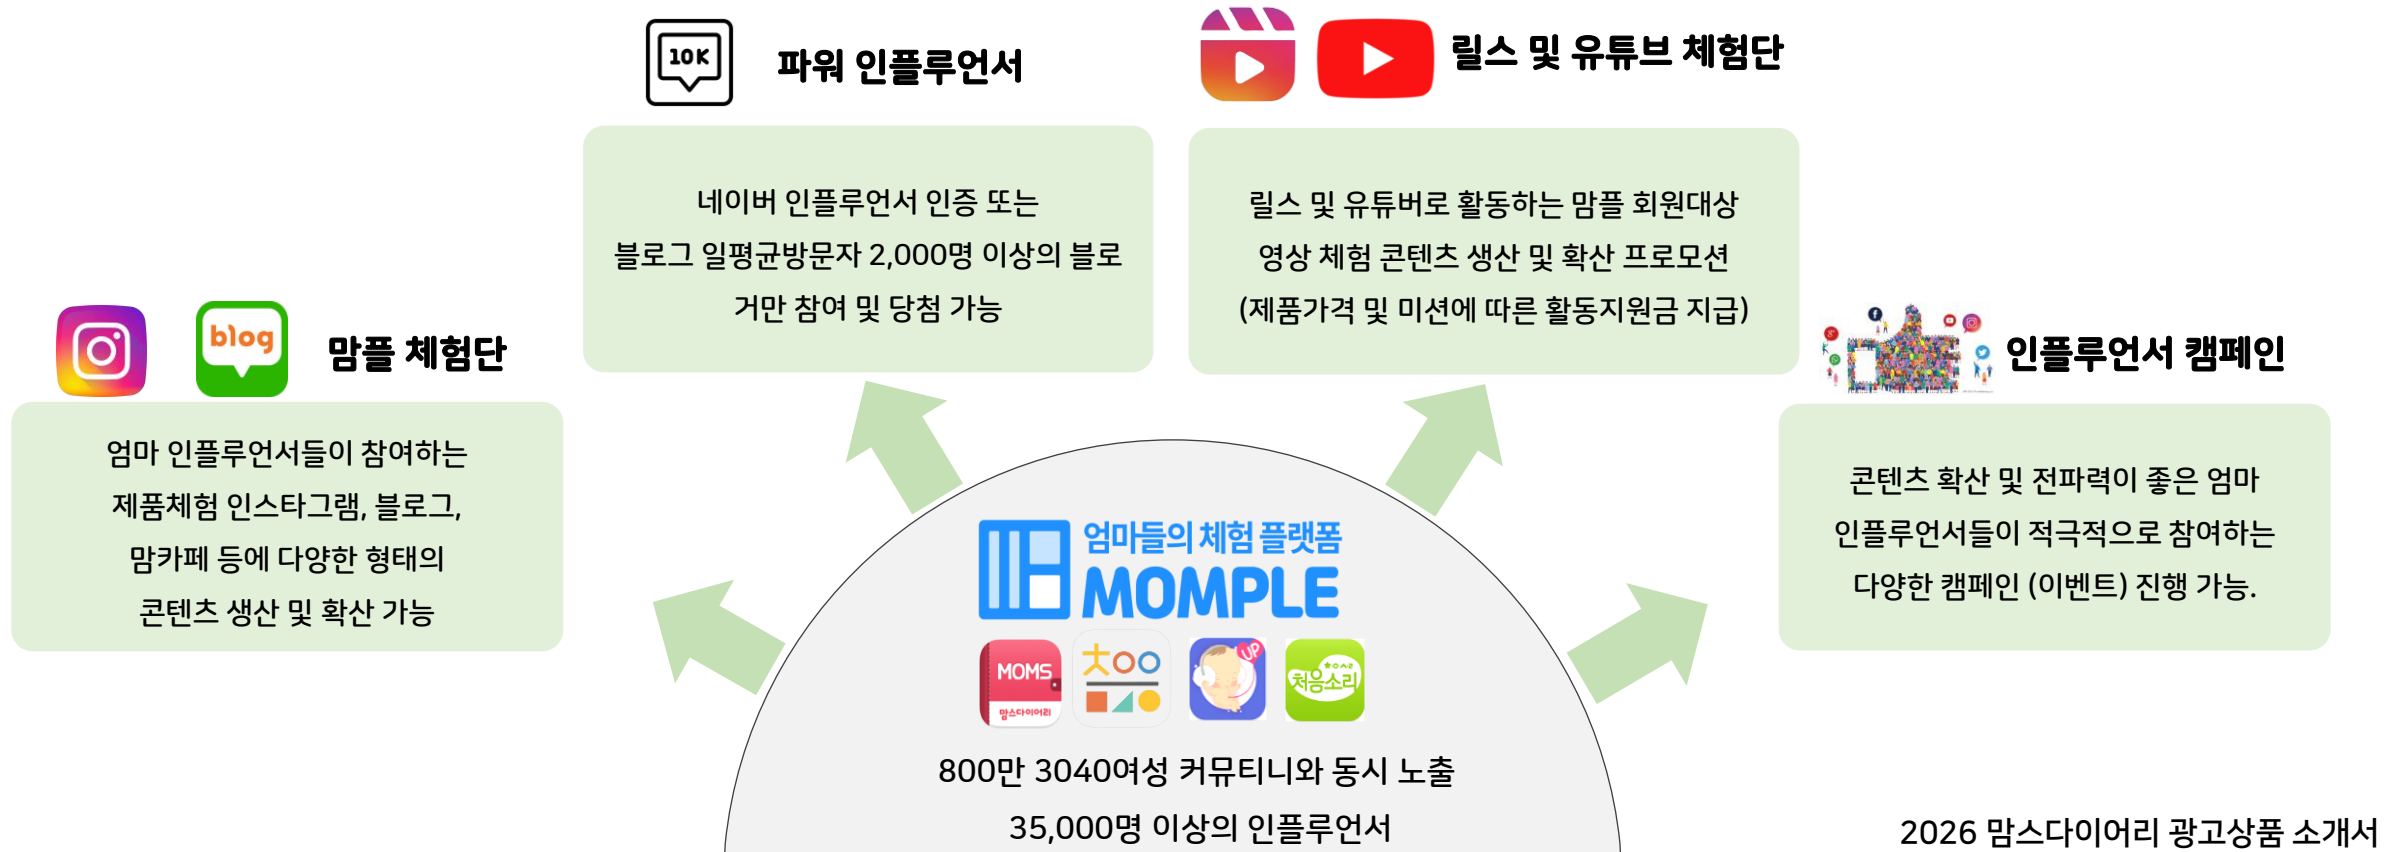 10K
파워 인플루언서
릴스 및 유튜브 체험단
네이버 인플루언서 인증 또는
블로그 일평균방문자 2,000명 이상의 블로
거만 참여 및 당첨 가능
릴스 및 유튜버로 활동하는 맘플 회원대상
영상 체험 콘텐츠 생산 및 확산 프로모션
(제품가격 및 미션에 따른 활동지원금 지급)
blog
맘플 체험단
인플루언서 캠페인
엄마 인플루언서들이 참여하는
제품체험 인스타그램, 블로그,
맘카페 등에 다양한 형태의
콘텐츠 생산 및 확산 가능
콘텐츠 확산 및 전파력이 좋은 엄마
인플루언서들이 적극적으로 참여하는
다양한 캠페인 (이벤트) 진행 가능.
엄마들의 체험 플랫폼
MOMPLE
MOMS
맘스다이어리
UP
처음소리
800만 3040여성 커뮤티니와 동시 노출
35,000명 이상의 인플루언서
2026 맘스다이어리 광고상품 소개서